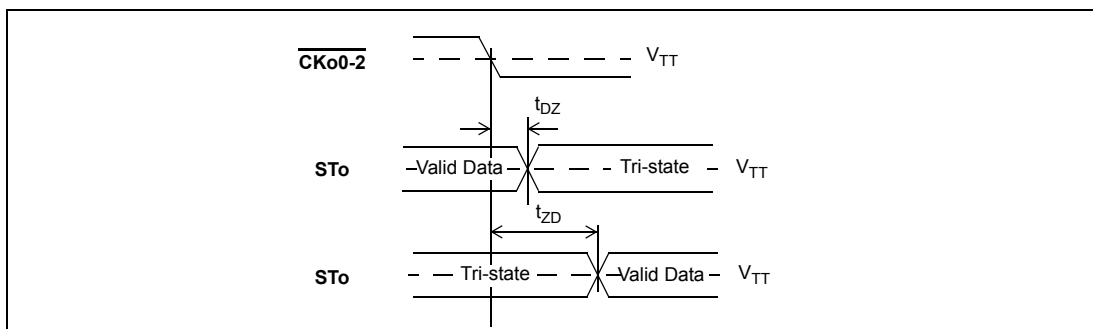 CKo0-2
VTT
tDZ
STo
Valid Data
Tri-state
VTT
tZD
STo
Tri-state
Valid Data
VTT